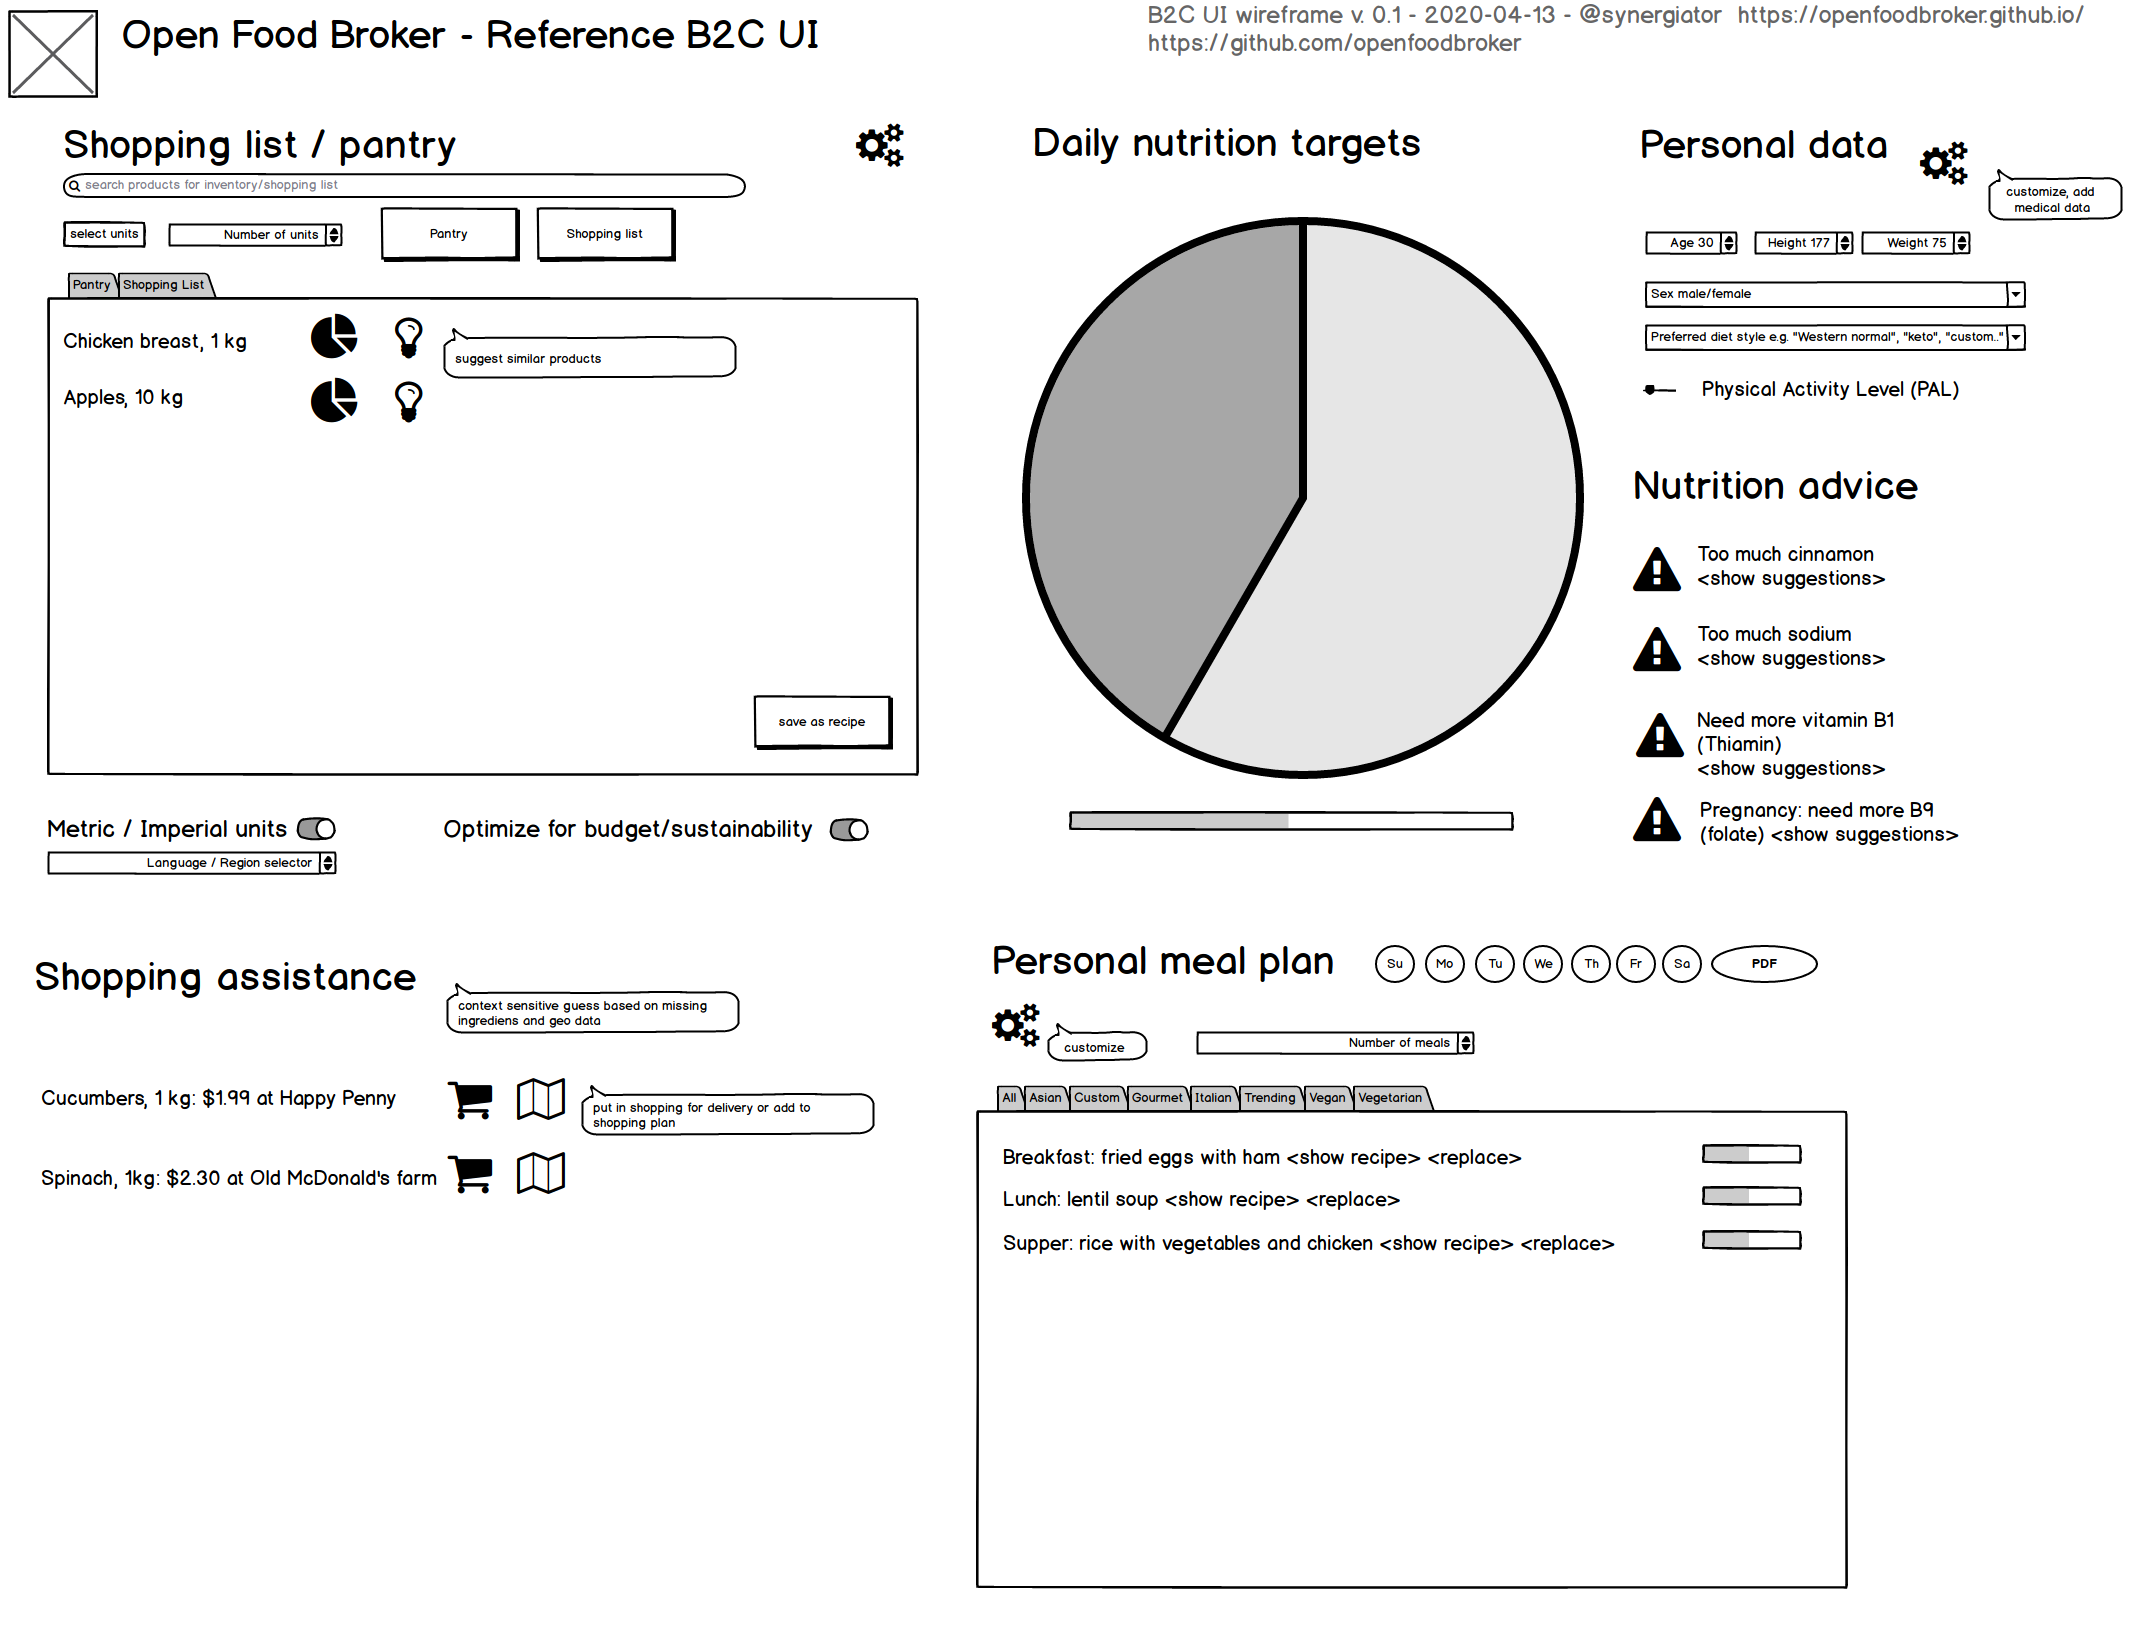 Open Food Broker - Reference B2C UI
B2C UI wireframe v. 0.1 - 2020-04-13 - @synergiator https://openfoodbroker.github.io/
https://github.com/openfoodbroker
Shopping list / pantry
search products for inventory/shopping list
select units
Number of units
Pantry
Shopping list
Pantry
Shopping List
Chicken breast, 1 kg
suggest similar products
Apples, 10 kg
save as recipe
Metric / Imperial units
Optimize for budget/sustainability
Language / Region selector
Daily nutrition targets
Personal data
customize, add
medical data
Age 30
Height 177
Weight 75
Sex male/female
Preferred diet style e.g. "Western normal", "keto", "custom.."
Physical Activity Level (PAL)
Nutrition advice
Too much cinnamon
<show suggestions>
Too much sodium
<show suggestions>
Need more vitamin B1
(Thiamin)
<show suggestions>
Pregnancy: need more B9
(folate) <show suggestions>
Shopping assistance
context sensitive guess based on missing
ingrediens and geo data
Cucumbers, 1 kg: $1.99 at Happy Penny
put in shopping for delivery or add to
shopping plan
Spinach, 1kg: $2.30 at Old McDonald's farm
Personal meal plan
Su
Mo
Tu
We
Th
Fr
Sa
PDF
customize
Number of meals
All
Asian
Custom
Gourmet
Italian
Trending
Vegan
Vegetarian
Breakfast: fried eggs with ham <show recipe> <replace>
Lunch: lentil soup <show recipe> <replace>
Supper: rice with vegetables and chicken <show recipe> <replace>